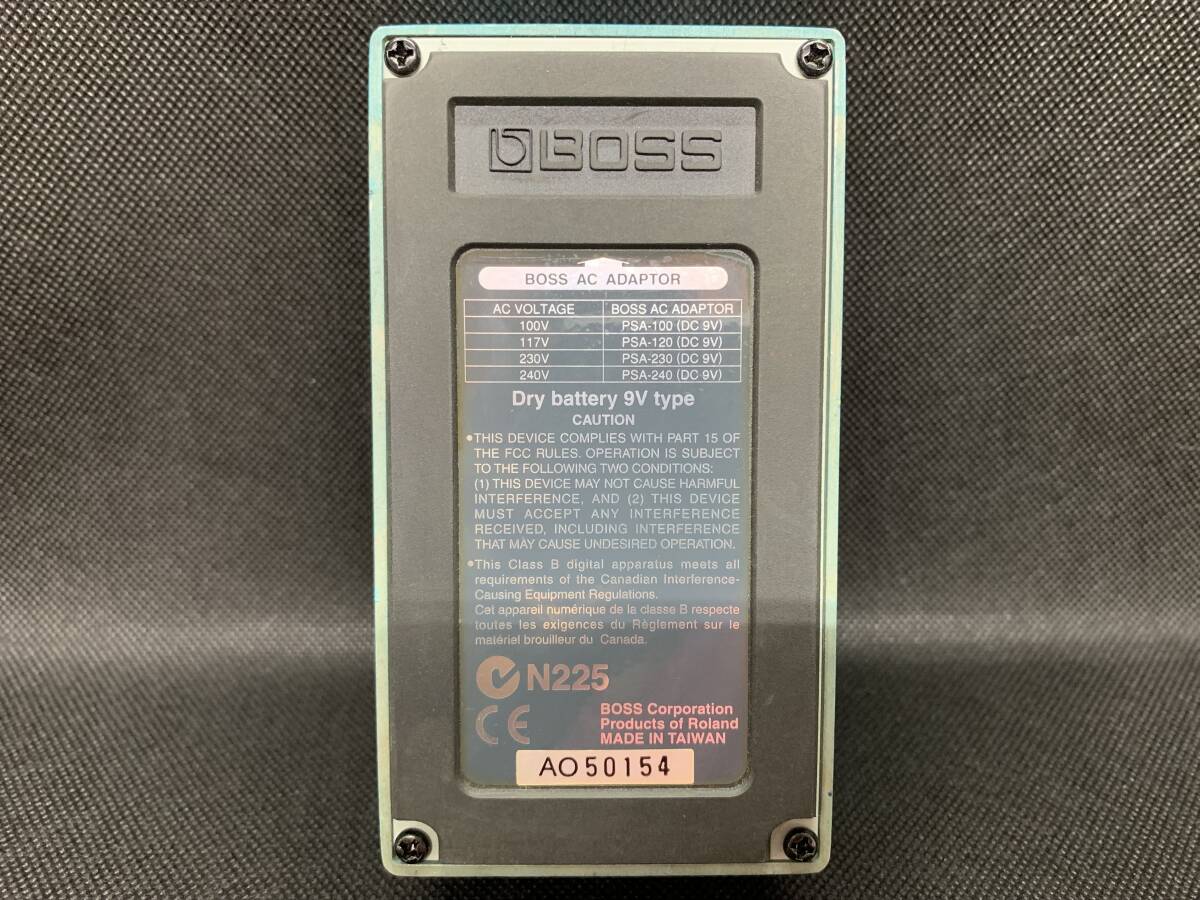 BOSS
BOSS AC ADAPTOR
AC VOLTAGE BOSS AC ADAPTOR
100V PSA-100 (DC 9V)
117V PSA-120 (DC 9V)
230V PSA-230 (DC 9V)
240V PSA-240 (DC 9V)
Dry battery 9V type
CAUTION
•THIS DEVICE COMPLIES WITH PART 15 OF
THE FCC RULES. OPERATION IS SUBJECT
TO THE FOLLOWING TWO CONDITIONS:
(1) THIS DEVICE MAY NOT CAUSE HARMFUL
INTERFERENCE, AND (2) THIS DEVICE
MUST ACCEPT ANY INTERFERENCE
RECEIVED, INCLUDING INTERFERENCE
THAT MAY CAUSE UNDESIRED OPERATION.
•This Class B digital apparatus meets all
requirements of the Canadian Interference-
Causing Equipment Regulations.
Cet appareil numérique de la classe B respecte
toutes les exigences du Règlement sur le
matériel brouilleur du Canada.
N225
CE
BOSS Corporation
Products of Roland
MADE IN TAIWAN
AO50154